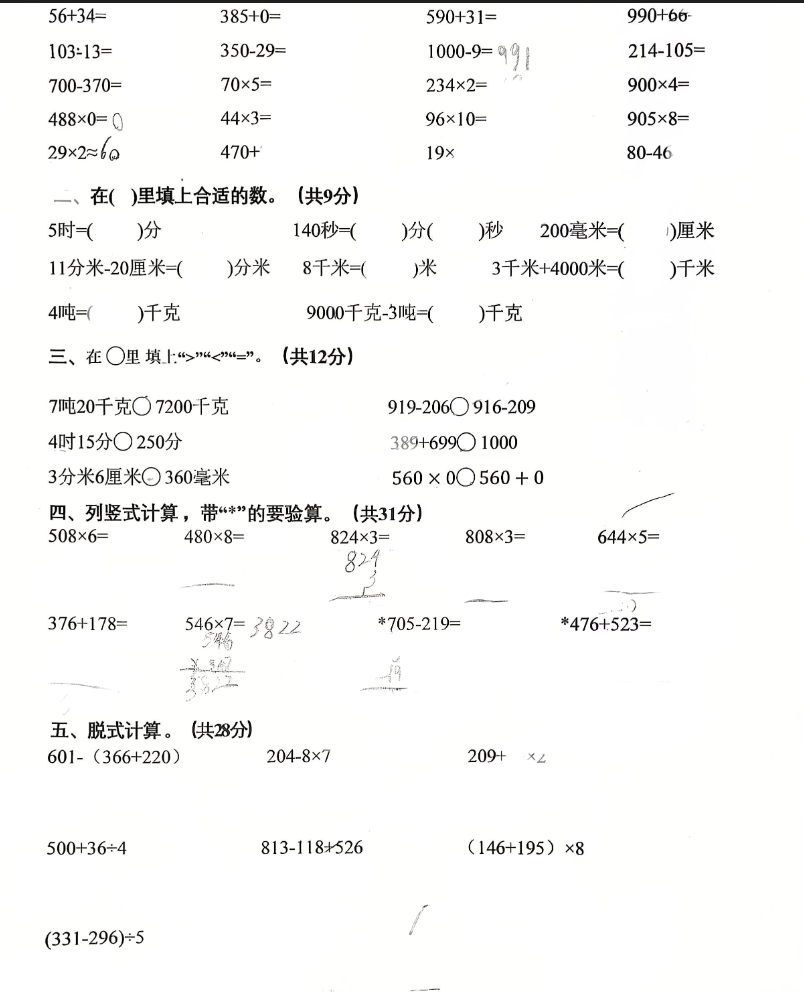 56+34= 385+0= 590+31= 990+66
103-13= 350-29= 1000-9=991 214-105=
700-370= 70×5= 234×2= 900×4=
488×0=0 44×3= 96×10= 905×8=
29×2≈60 470+ 19× 80-46
二、在( )里填上合适的数。(共9分)
5时=( )分 140秒=( )分( )秒 200毫米=( )厘米
11分米-20厘米=( )分米 8千米=( )米 3千米+4000米=( )千米
4吨=( )千克 9000千克-3吨=( )千克
三、在○里 填上“>”“<”“=”。(共12分)
7吨20千克○7200千克 919-206○916-209
4时15分○250分 389+699○1000
3分米6厘米○360毫米 560×0○560+0
四、列竖式计算，带“*”的要验算。(共31分)
508×6= 480×8= 824×3= 808×3= 644×5=
824
3
376+178= 546×7=3822 *705-219= *476+523=
546
3822
五、脱式计算。(共28分)
601-（366+220） 204-8×7 209+ ×2
500+36÷4 813-118+526 （146+195）×8
(331-296)÷5